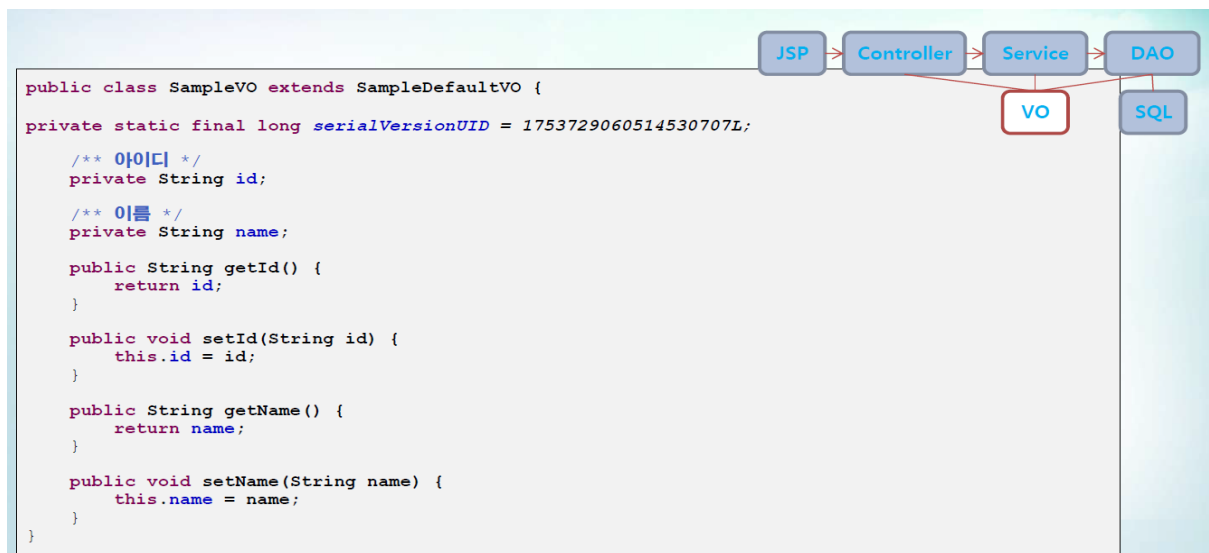 JSP
Controller
Service
DAO
VO
SQL
public class SampleVO extends SampleDefaultVO {
private static final long serialVersionUID = 1753729060514530707L;
/** 아이디 */
private String id;
/** 이름 */
private String name;
public String getId() {
return id;
}
public void setId(String id) {
this.id = id;
}
public String getName() {
return name;
}
public void setName(String name) {
this.name = name;
}
}